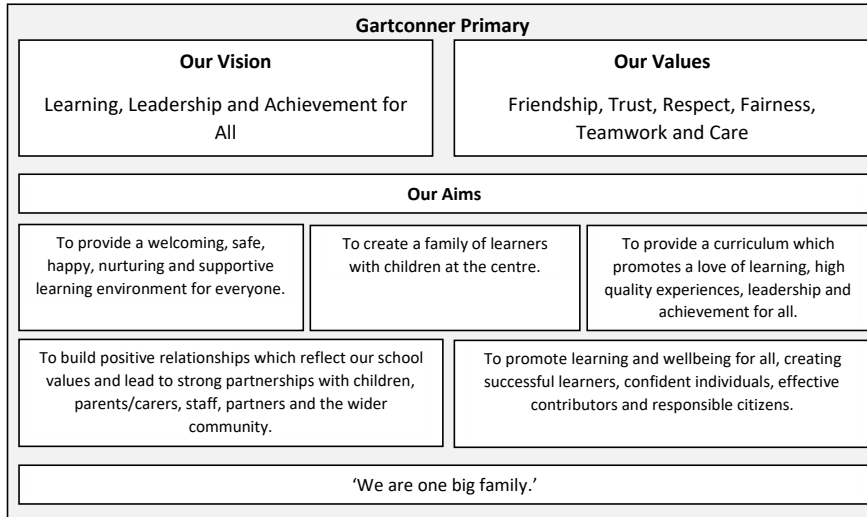 Gartconner Primary
Our Vision
Learning, Leadership and Achievement for
All
Our Values
Friendship, Trust, Respect, Fairness,
Teamwork and Care
Our Aims
To provide a welcoming, safe,
happy, nurturing and supportive
learning environment for everyone.
To create a family of learners
with children at the centre.
To provide a curriculum which
promotes a love of learning, high
quality experiences, leadership and
achievement for all.
To build positive relationships which reflect our school
values and lead to strong partnerships with children,
parents/carers, staff, partners and the wider
community.
To promote learning and wellbeing for all, creating
successful learners, confident individuals, effective
contributors and responsible citizens.
‘We are one big family.’